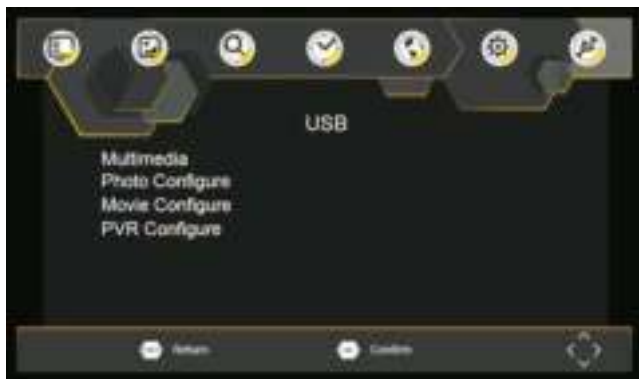 USB
Multimedia
Photo Configure
Movie Configure
PVR Configure
Return
Confirm